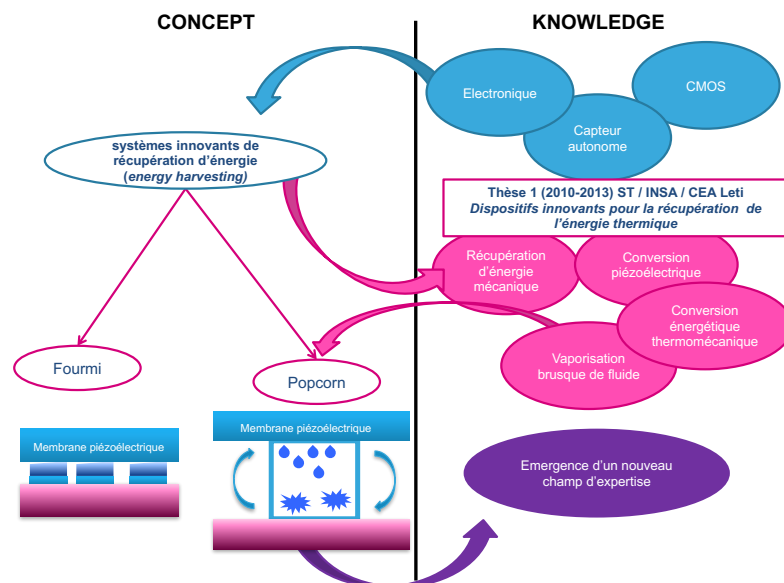 CONCEPT
KNOWLEDGE
Electronique
CMOS
Capteur
autonome
systèmes innovants de
récupération d'énergie
(energy harvesting)
Thèse 1 (2010-2013) ST / INSA / CEA Leti
Dispositifs innovants pour la récupération de
l'énergie thermique
Récupération
d'énergie
mécanique
Conversion
piézoélectrique
Conversion
énergétique
thermomécanique
Vaporisation
brusque de fluide
Fourmi
Popcorn
Membrane piézoélectrique
Membrane piézoélectrique
Emergence d'un nouveau
champ d'expertise